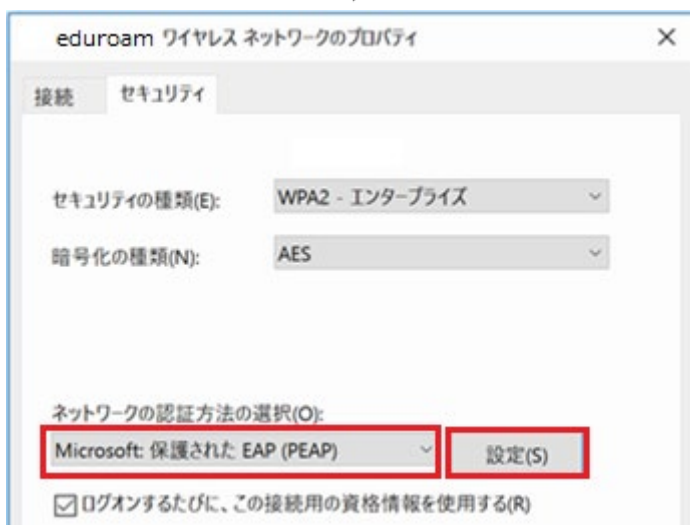 eduroam ワイヤレス ネットワークのプロパティ
接続 セキュリティ
セキュリティの種類(E): WPA2 - エンタープライズ
暗号化の種類(N): AES
ネットワークの認証方法の選択(O):
Microsoft: 保護された EAP (PEAP) 設定(S)
ログオンするたびに、この接続用の資格情報を使用する(R)